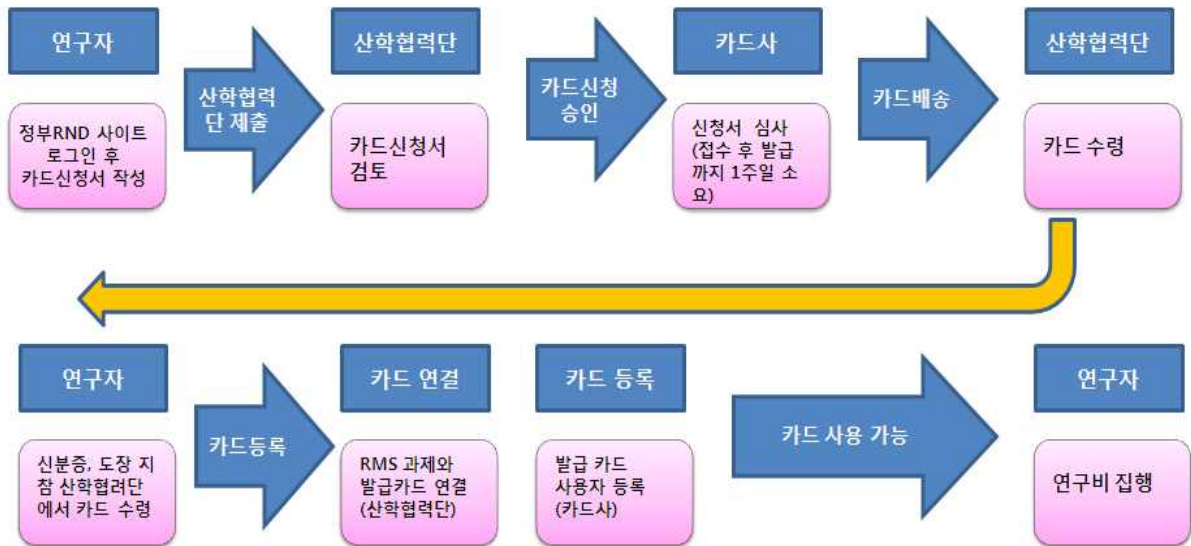 연구자
산학협력단
카드사
산학협력단
산학협력
단 제출
카드신청
승인
카드배송
정부RND 사이트
로그인 후
카드신청서 작성
카드신청서
검토
신청서 심사
(접수 후 발급
까지 1주일 소
요)
카드 수령
연구자
카드 연결
카드 등록
연구자
카드등록
카드 사용 가능
신분증, 도장 지
참 산학협려단
에서 카드 수령
RMS 과제와
발급카드 연결
(산학협력단)
발급 카드
사용자 등록
(카드사)
연구비 집행